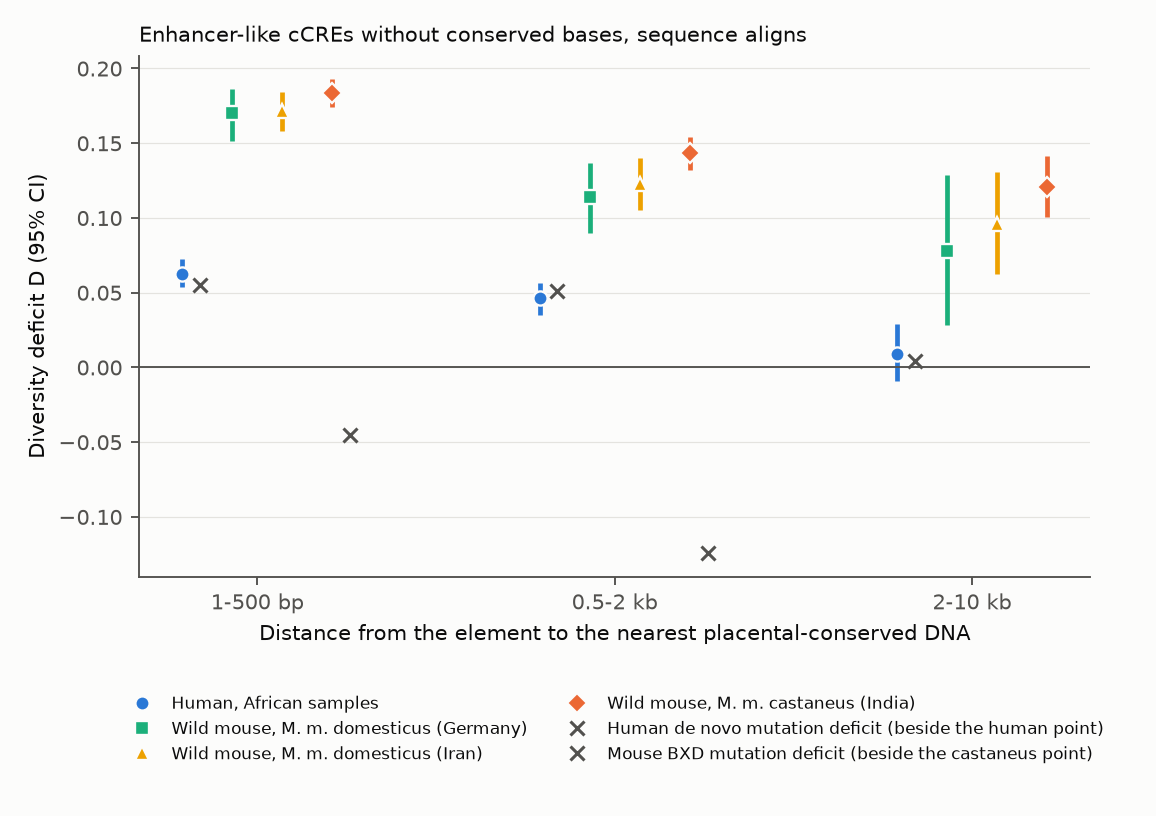 Enhancer-like cCREs without conserved bases, sequence aligns
0.20
0.15
0.10
0.05
0.00
−0.05
−0.10
Diversity deficit D (95% CI)
1-500 bp
0.5-2 kb
2-10 kb
Distance from the element to the nearest placental-conserved DNA
Human, African samples
Wild mouse, M. m. domesticus (Germany)
Wild mouse, M. m. domesticus (Iran)
Wild mouse, M. m. castaneus (India)
Human de novo mutation deficit (beside the human point)
Mouse BXD mutation deficit (beside the castaneus point)